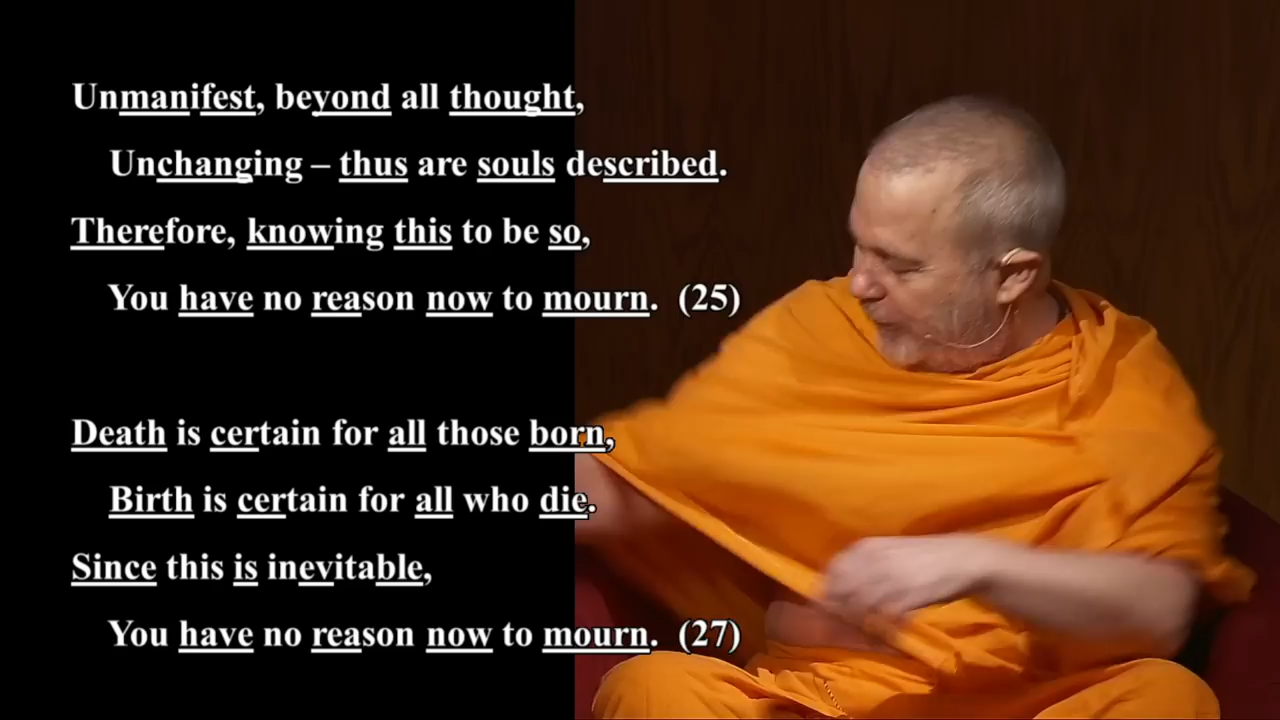 Unmanifest, beyond all thought,
Unchanging – thus are souls described.
Therefore, knowing this to be so,
You have no reason now to mourn. (25)
Death is certain for all those born,
Birth is certain for all who die.
Since this is inevitable,
You have no reason now to mourn. (27)